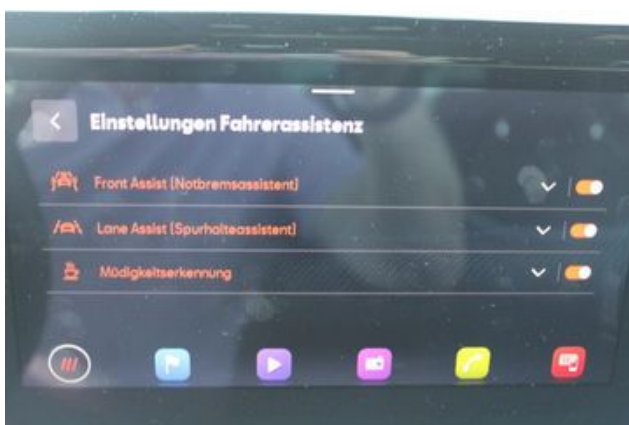 Einstellungen Fahrerassistenz
Front Assist (Notbremsassistent)
Lane Assist (Spurhalteassistent)
Müdigkeitserkennung